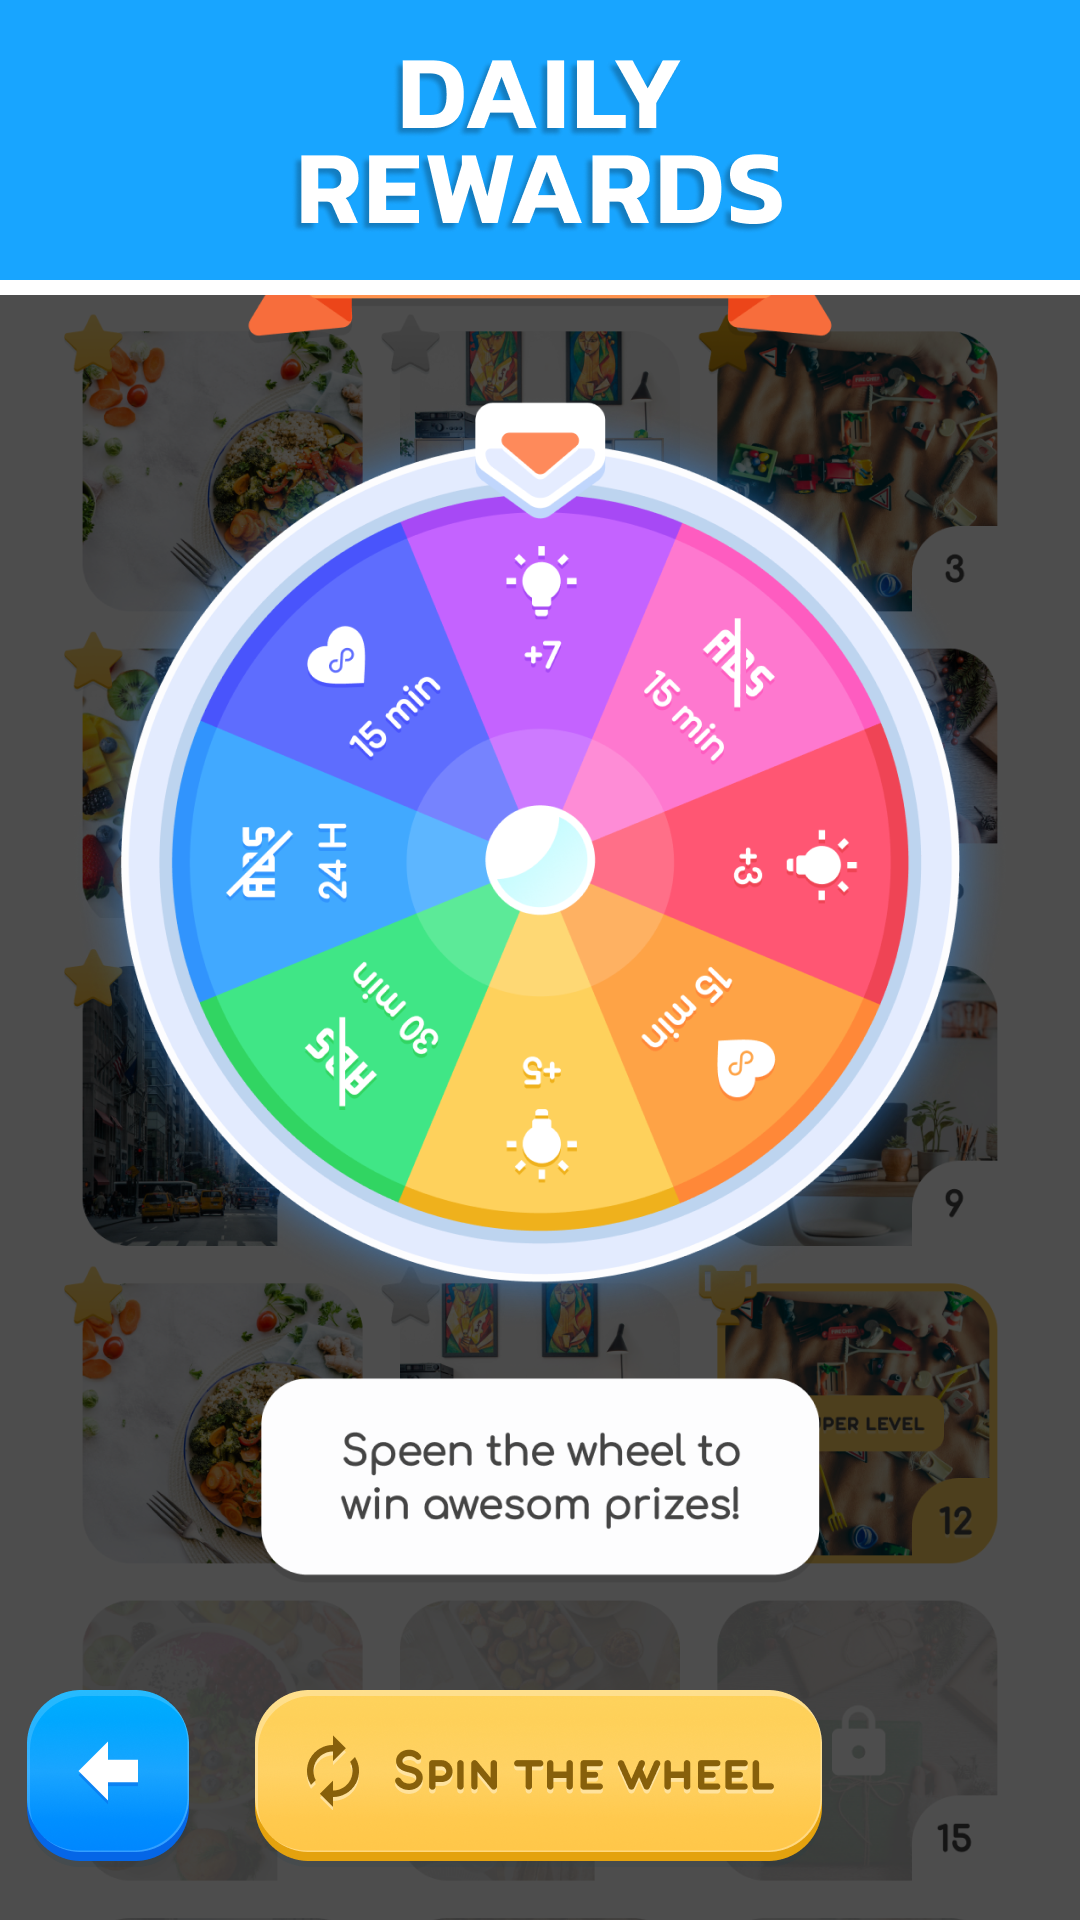 DAILY
REWARDS
3
+7
15 min
15 min
ADS
ADS
24 H
+3
30 min
15 min
ADS
+5
9
PER LEVEL
Speen the wheel to
win awesom prizes!
12
SPIN THE WHEEL
15